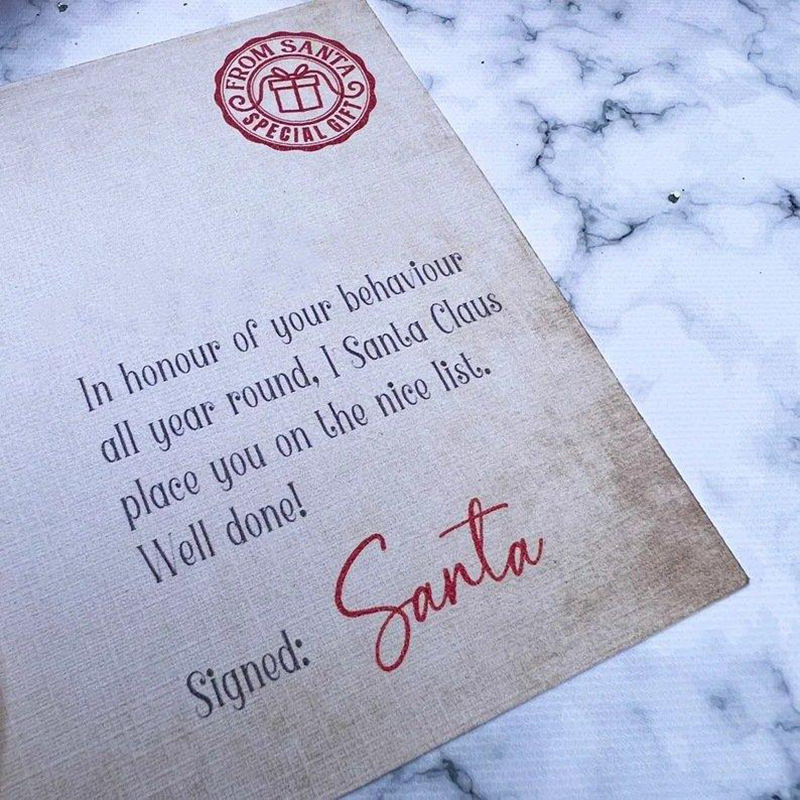 FROM SANTA
SPECIAL GIFT
In honour of your behaviour
all year round, I Santa Claus
place you on the nice list.
Well done!
Signed: Santa